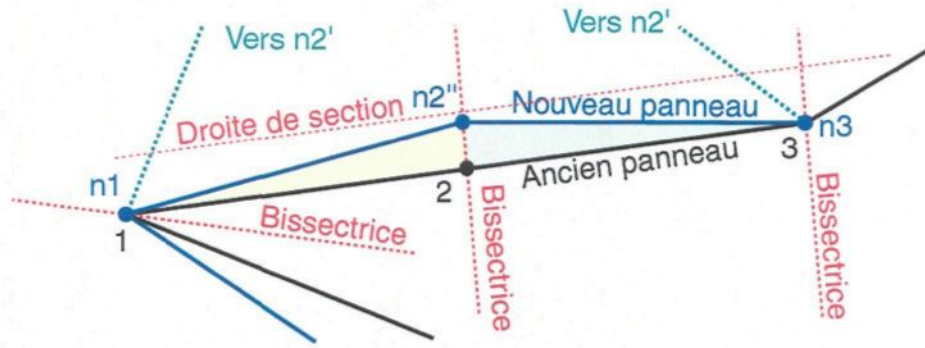 Vers n2'
Vers n2'
Droite de section
n2"
Nouveau panneau
n3
n1
2
Ancien panneau
3
1
Bissectrice
Bissectrice
Bissectrice